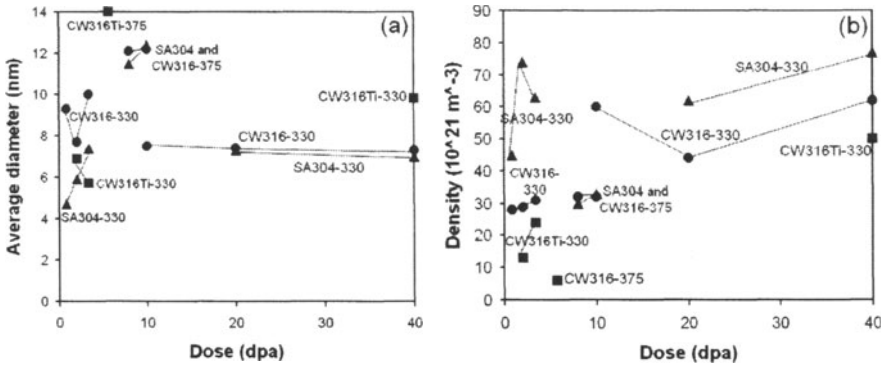 (a)
Average diameter (nm)
14
12
10
8
6
4
2
0
CW316Ti-375
SA304 and
CW316-375
CW316Ti-330
CW316-330
CW316-330
SA304-330
CW316Ti-330
SA304-330
0
10
20
30
40
Dose (dpa)
(b)
Density (10^21 m^-3)
90
80
70
60
50
40
30
20
10
0
SA304-330
SA304-330
CW316-330
CW316Ti-330
CW316-
330
SA304 and
CW316-375
CW316Ti-330
CW316-375
0
10
20
30
40
Dose (dpa)